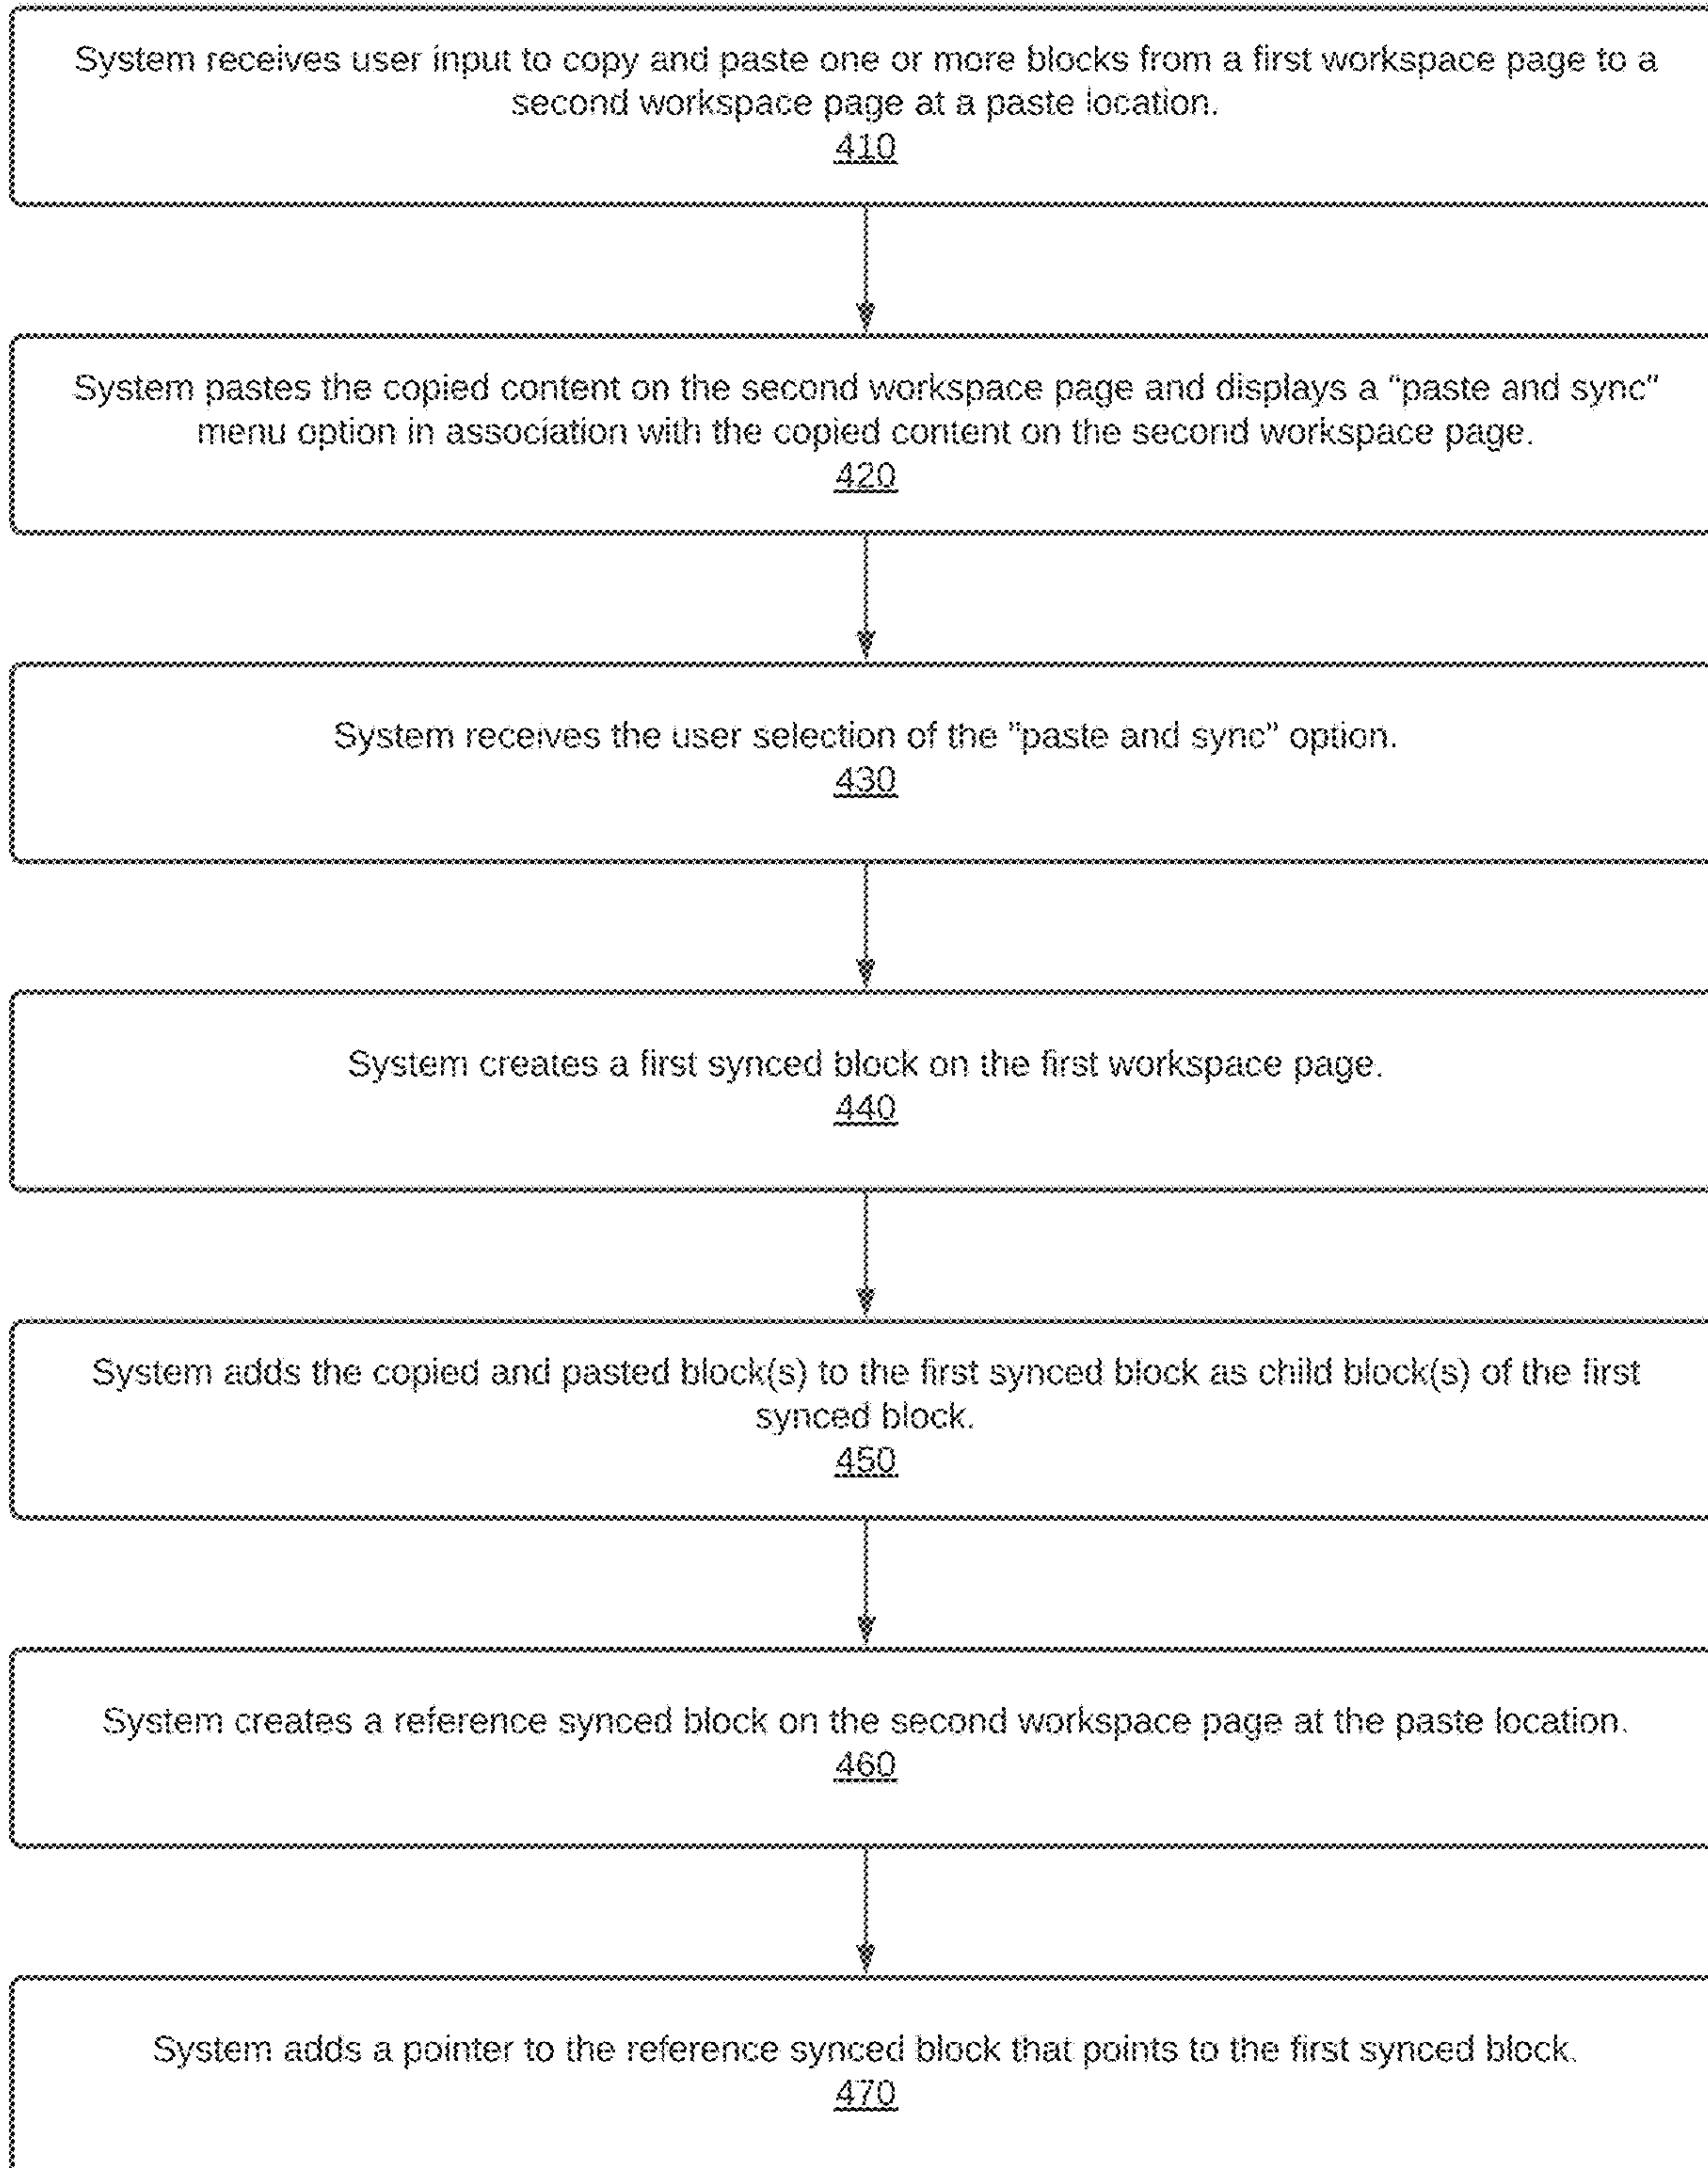 System receives user input to copy and paste one or more blocks from a first workspace page to a
second workspace page at a paste location.
410
System pastes the copied content on the second workspace page and displays a "paste and sync"
menu option in association with the copied content on the second workspace page.
420
System receives the user selection of the "paste and sync" option.
430
System creates a first synced block on the first workspace page.
440
System adds the copied and pasted block(s) to the first synced block as child block(s) of the first
synced block.
450
System creates a reference synced block on the second workspace page at the paste location.
460
System adds a pointer to the reference synced block that points to the first synced block.
470